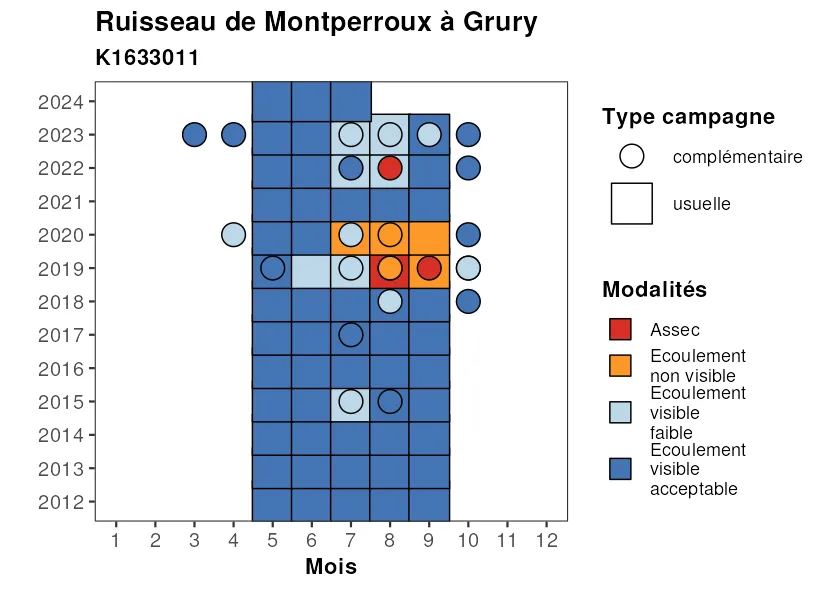 Ruisseau de Montperroux à Grury
K1633011
2024
2023
2022
2021
2020
2019
2018
2017
2016
2015
2014
2013
2012
1 2 3 4 5 6 7 8 9 10 11 12
Mois
Type campagne
complémentaire
usuelle
Modalités
Assec
Ecoulement
non visible
Ecoulement
visible
faible
Ecoulement
visible
acceptable